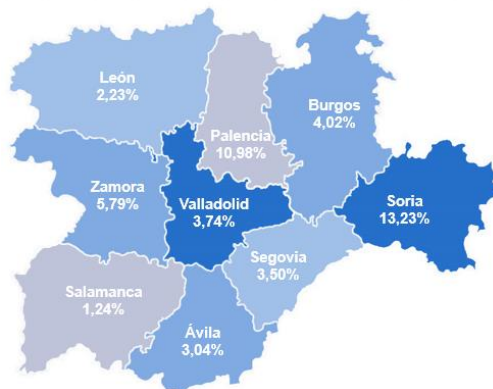 León
2,23%
Burgos
4,02%
Palencia
10,98%
Zamora
5,79%
Valladolid
3,74%
Soria
13,23%
Segovia
3,50%
Salamanca
1,24%
Ávila
3,04%